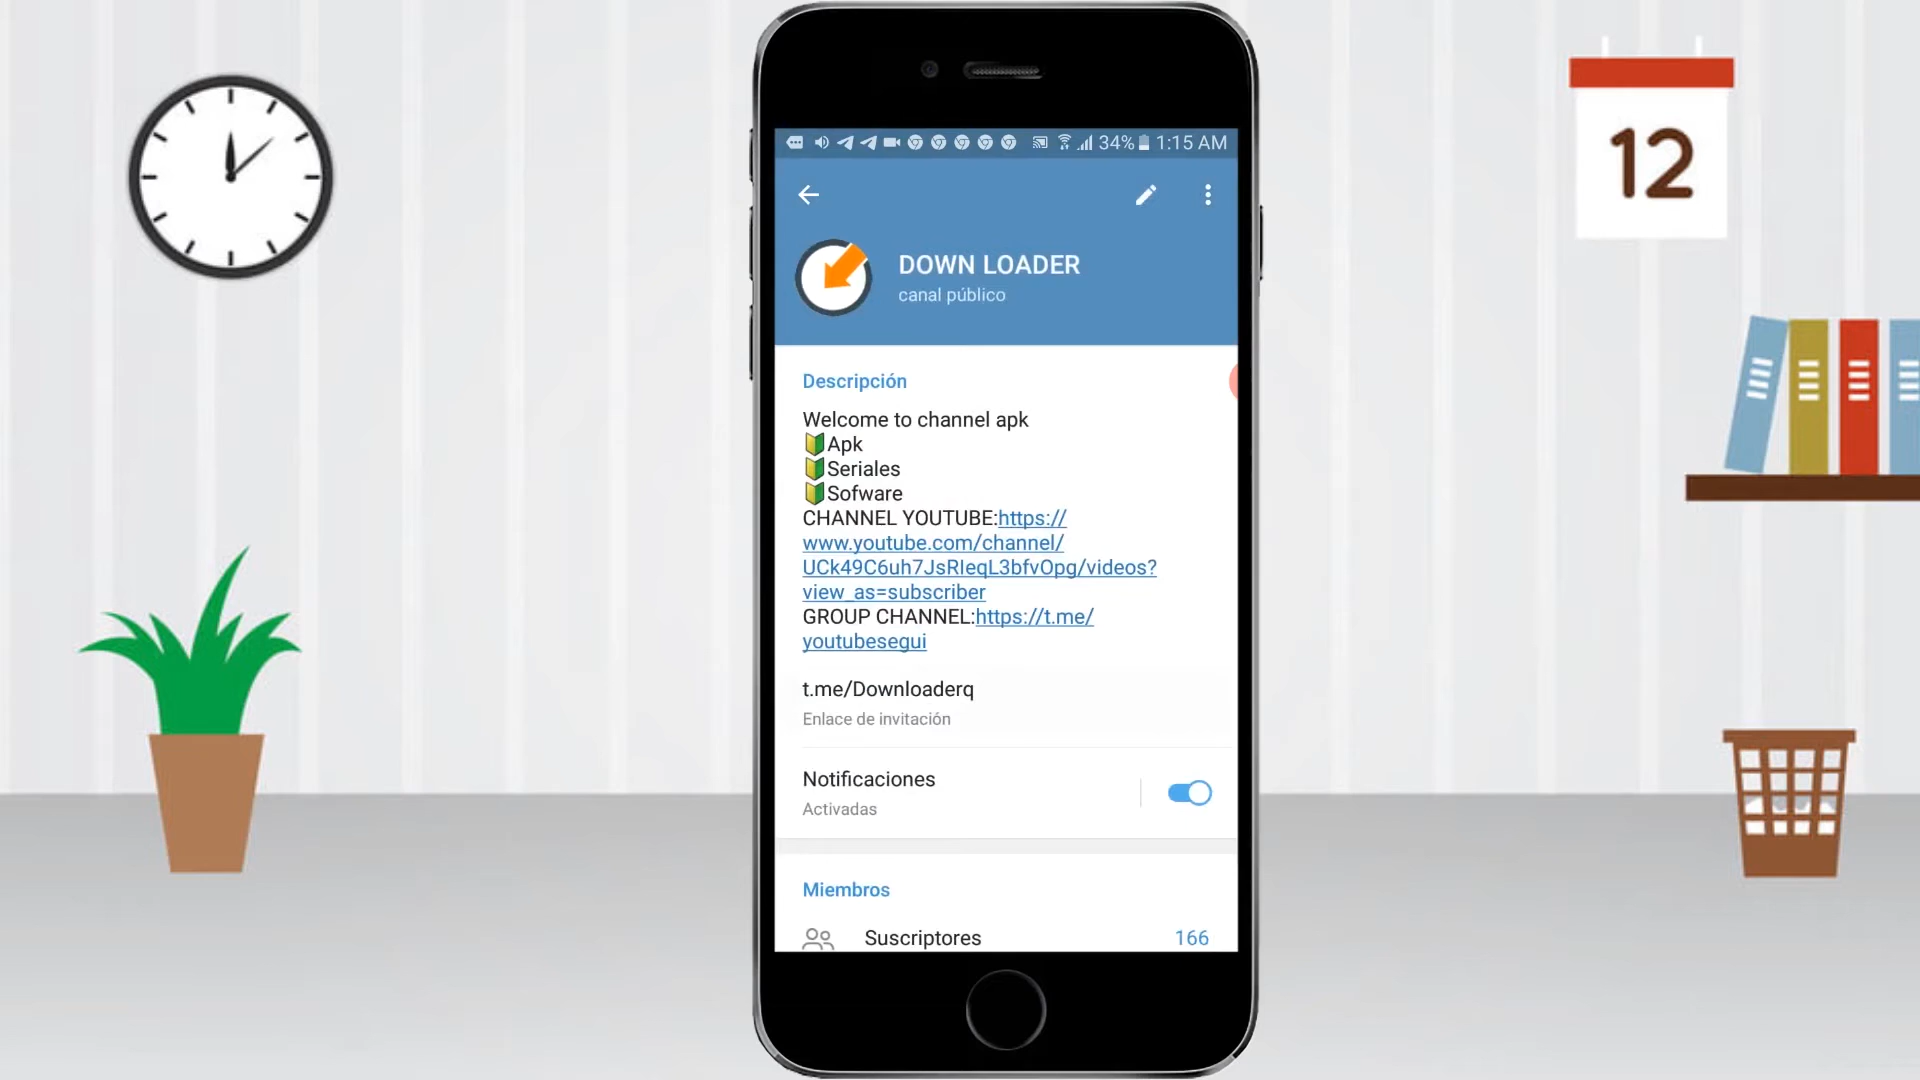 34% 1:15 AM
12
DOWN LOADER
canal público
Descripción
Welcome to channel apk
🔰Apk
🔰Seriales
🔰Sofware
CHANNEL YOUTUBE:https://
www.youtube.com/channel/
UCk49C6uh7JsRIeqL3bfvOpg/videos?
view_as=subscriber
GROUP CHANNEL:https://t.me/
youtubesegui
t.me/Downloaderq
Enlace de invitación
Notificaciones
Activadas
Miembros
Suscriptores 166